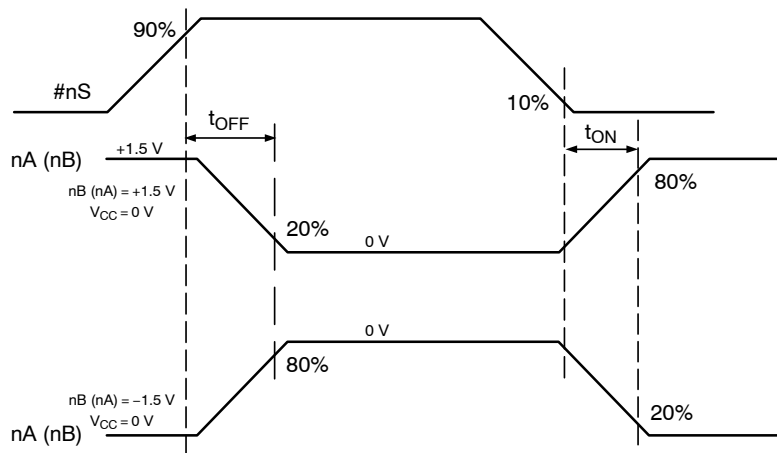 90%
#nS
10%
tOFF
tON
nA (nB)
+1.5 V
nB (nA) = +1.5 V
VCC = 0 V
80%
20%
0 V
0 V
80%
nB (nA) = −1.5 V
VCC = 0 V
20%
nA (nB)